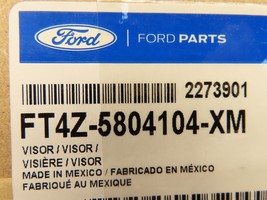 Ford
FORD PARTS
2273901
FT4Z-5804104-XM
VISOR / VISOR /
VISIÈRE / VISOR
MADE IN MEXICO / FABRICADO EN MÉXICO
FABRIQUÉ AU MEXIQUE